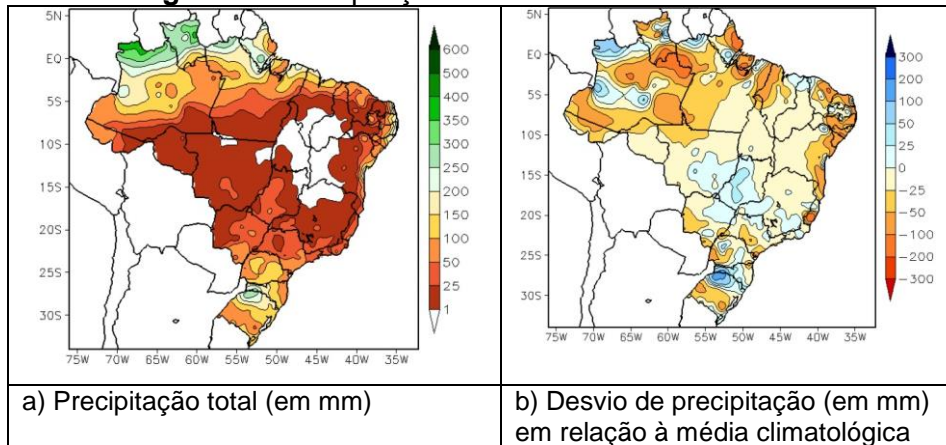 5N
EQ
5S
10S
15S
20S
25S
30S
75W 70W 65W 60W 55W 50W 45W 40W 35W
600
500
400
350
300
250
200
150
100
50
25
1
5N
EQ
5S
10S
15S
20S
25S
30S
75W 70W 65W 60W 55W 50W 45W 40W 35W
300
200
100
50
25
0
−25
−50
−100
−200
−300
a) Precipitação total (em mm)
b) Desvio de precipitação (em mm)
em relação à média climatológica